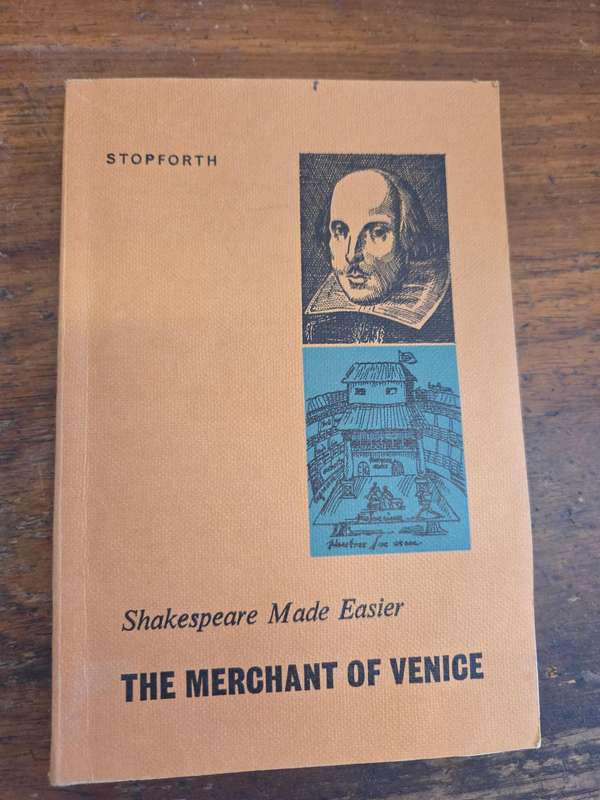 STOPFORTH
Shakespeare Made Easier
THE MERCHANT OF VENICE